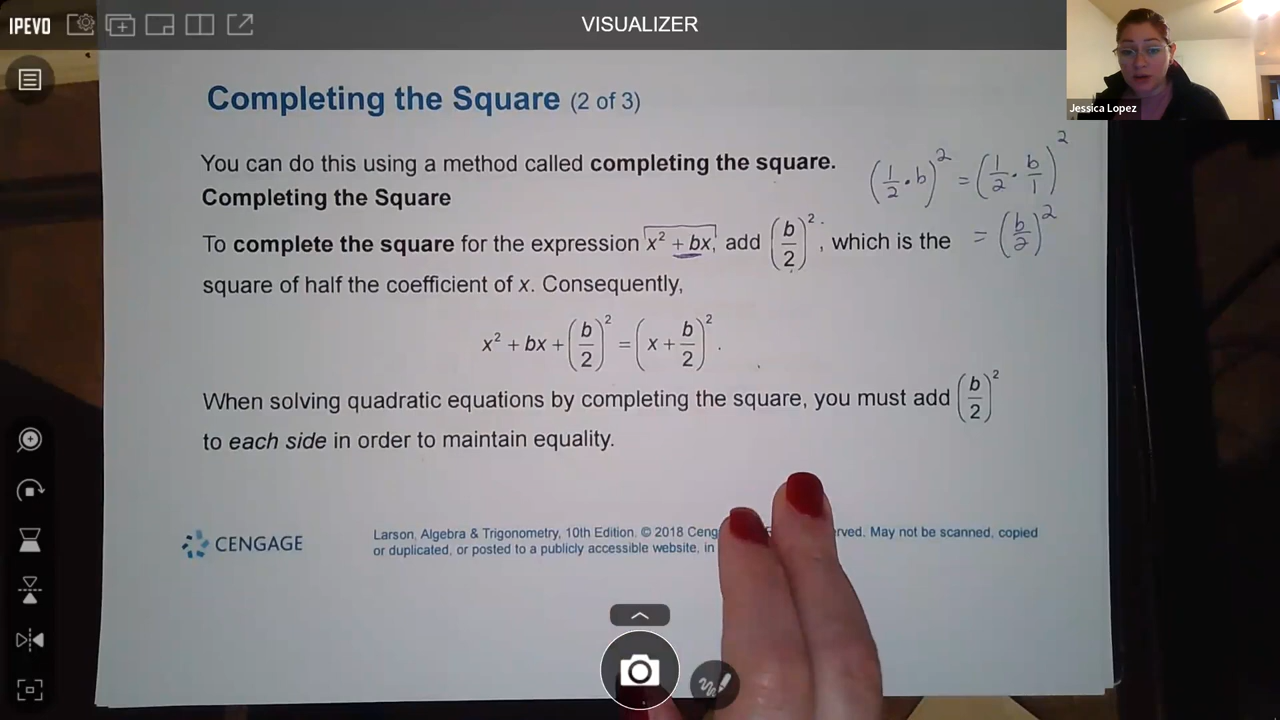 IPEVO
VISUALIZER
Jessica Lopez
Completing the Square (2 of 3)
You can do this using a method called completing the square.
(1/2 · b)² = (1/2 · b/1)²
Completing the Square
To complete the square for the expression x² + bx, add (b/2)², which is the
= (b/2)²
square of half the coefficient of x. Consequently,
x² + bx + (b/2)² = (x + b/2)².
When solving quadratic equations by completing the square, you must add (b/2)²
to each side in order to maintain equality.
CENGAGE
Larson, Algebra & Trigonometry, 10th Edition. © 2018 Ceng rved. May not be scanned, copied
or duplicated, or posted to a publicly accessible website, in